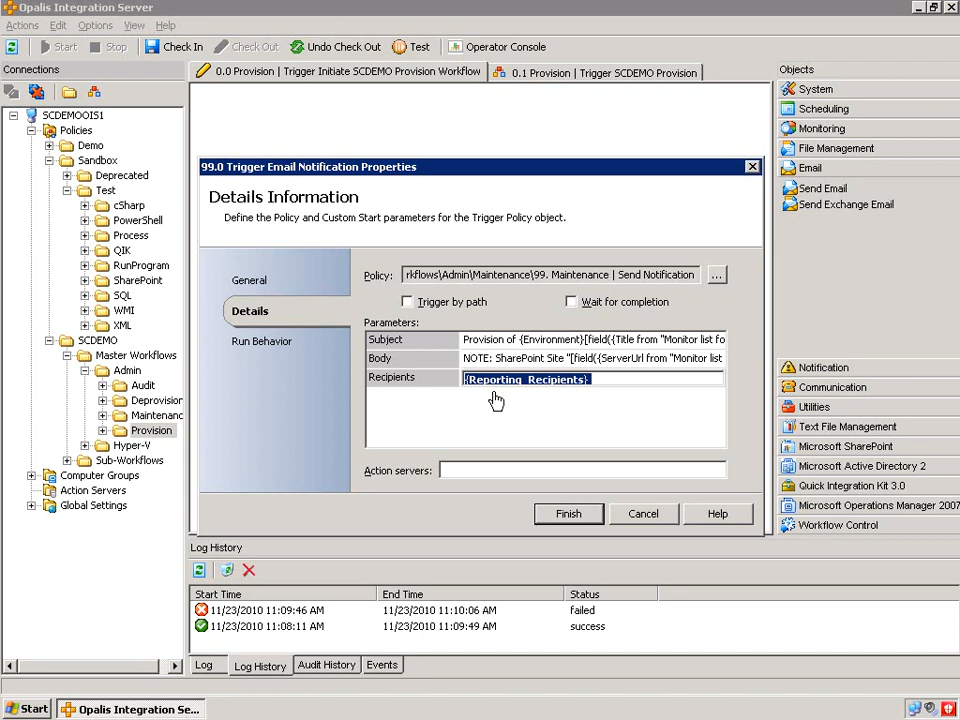 Opalis Integration Server
Actions Edit Options View Help
Start Stop Check In Check Out Undo Check Out Test Operator Console
Connections
0.0 Provision | Trigger Initiate SCDEMO Provision Workflow
0.1 Provision | Trigger SCDEMO Provision
Objects
SCDEMOOIS1
Policies
Demo
Sandbox
Deprecated
Test
cSharp
PowerShell
Process
QIK
RunProgram
SharePoint
SQL
WMI
XML
SCDEMO
Master Workflows
Admin
Audit
Deprovision
Maintenanc
Provision
Hyper-V
Sub-Workflows
Computer Groups
Action Servers
Global Settings
99.0 Trigger Email Notification Properties
Details Information
Define the Policy and Custom Start parameters for the Trigger Policy object.
General
Details
Run Behavior
Policy: rkflows\Admin\Maintenance\99. Maintenance | Send Notification ...
Trigger by path Wait for completion
Parameters:
Subject Provision of {Environment}[field({Title from "Monitor list fo
Body NOTE: SharePoint Site "[field({ServerUrl from "Monitor list
Recipients {Reporting_Recipients}
Action servers:
Finish Cancel Help
System
Scheduling
Monitoring
File Management
Email
Send Email
Send Exchange Email
Notification
Communication
Utilities
Text File Management
Microsoft SharePoint
Microsoft Active Directory 2
Quick Integration Kit 3.0
Microsoft Operations Manager 2007
Workflow Control
Log History
Start Time End Time Status
11/23/2010 11:09:46 AM 11/23/2010 11:10:06 AM failed
11/23/2010 11:08:11 AM 11/23/2010 11:09:49 AM success
Log Log History Audit History Events
Start Opalis Integration Se...